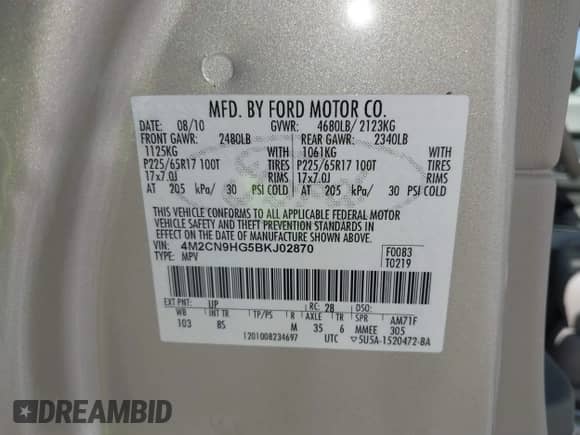 MFD. BY FORD MOTOR CO.
DATE: 08/10 GVWR: 4680LB/ 2123KG
FRONT GAWR: 2480LB REAR GAWR: 2340LB
1125KG WITH 1061KG WITH
P225/65R17 100T TIRES P225/65R17 100T TIRES
17x7.0J RIMS 17x7.0J RIMS
AT 205 kPa/ 30 PSI COLD AT 205 kPa/ 30 PSI COLD
THIS VEHICLE CONFORMS TO ALL APPLICABLE FEDERAL MOTOR
VEHICLE SAFETY AND THEFT PREVENTION STANDARDS IN
EFFECT ON THE DATE OF MANUFACTURE SHOWN ABOVE.
VIN: 4M2CN9HG5BKJ02870 F0083
TYPE: MPV T0219
EXT PNT: UP RC: 28 DSO:
WB INT TR TP/PS R AXLE TR SPR AM71F
103 BS M 35 6 MMEE 305
1201008234697 UTC 5U5A-1520472-BA
DREAMBID